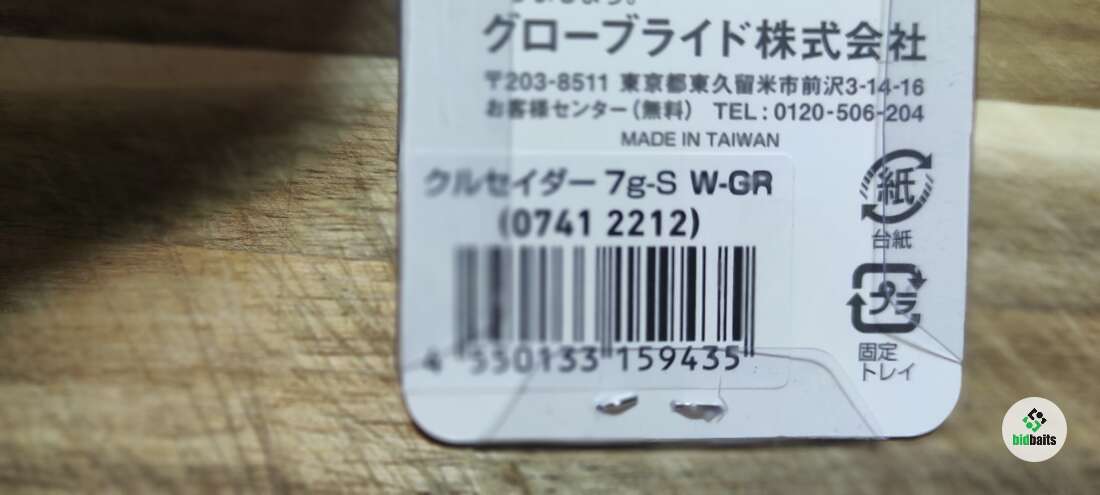 グローブライド株式会社
〒203-8511 東京都東久留米市前沢3-14-16
お客様センター(無料) TEL:0120-506-204
MADE IN TAIWAN
クルセイダー 7g-S W-GR
(0741 2212)
4 550133 159435
紙
台紙
プラ
固定
トレイ
bidbaits